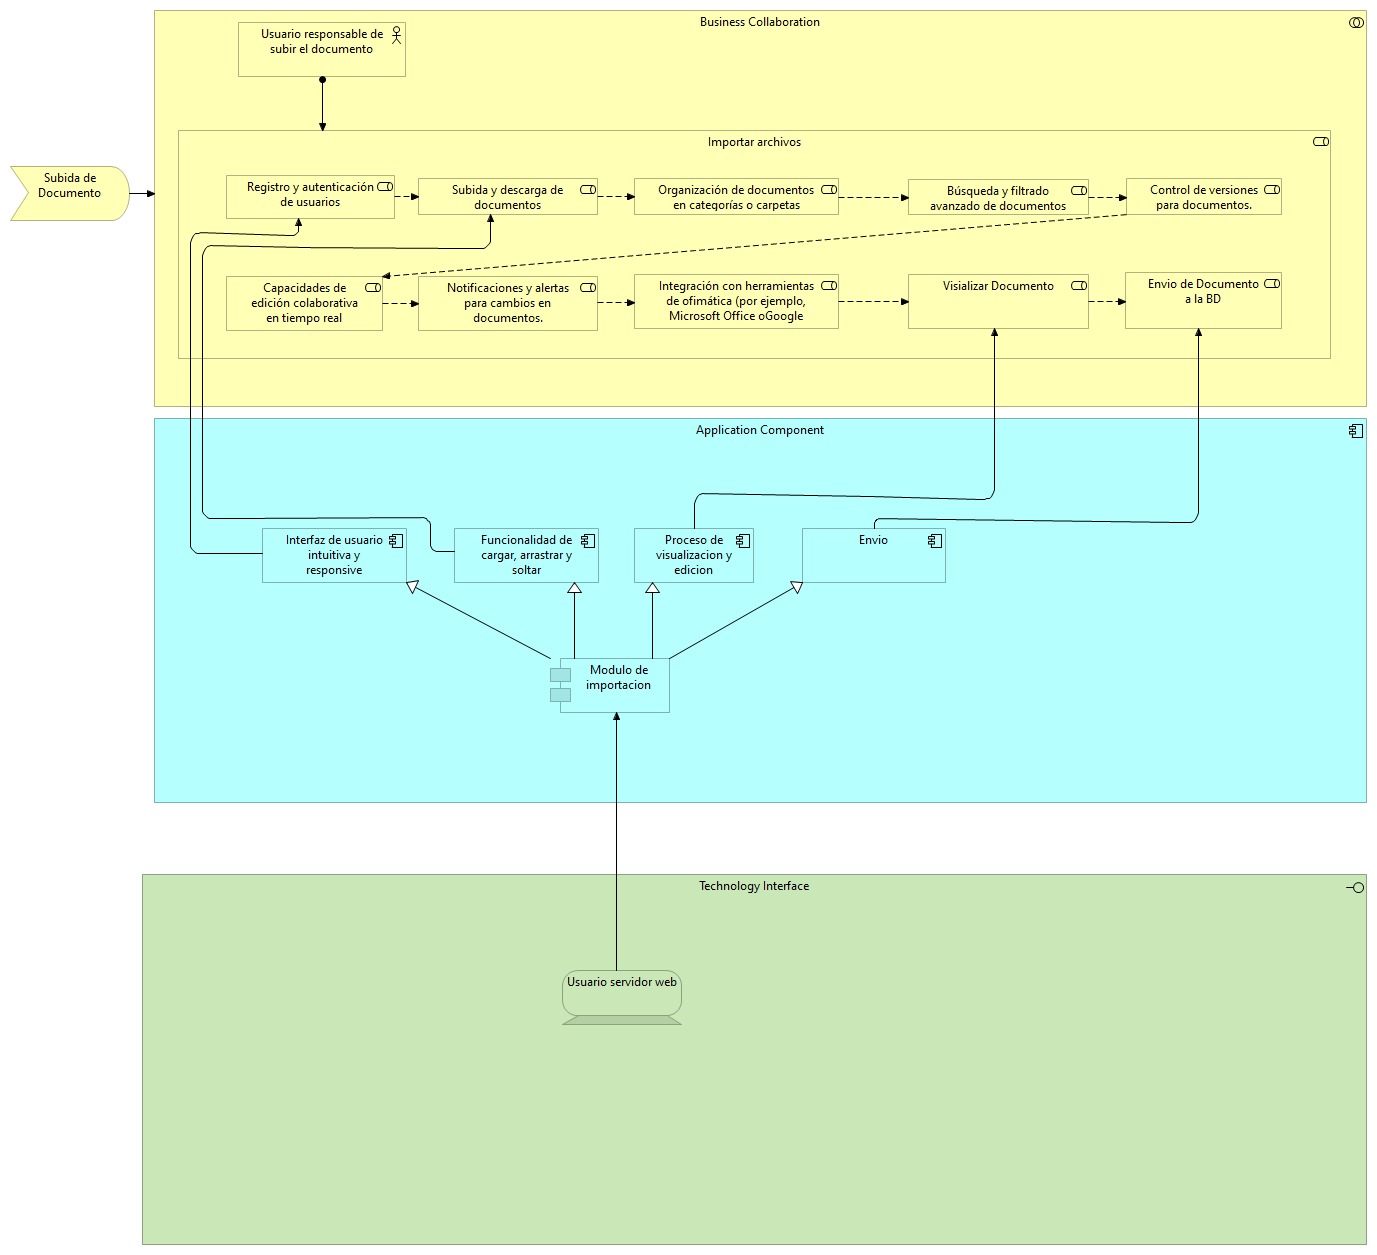 Business Collaboration
Usuario responsable de
subir el documento
Importar archivos
Subida de
Documento
Registro y autenticación
de usuarios
Subida y descarga de
documentos
Organización de documentos
en categorías o carpetas
Búsqueda y filtrado
avanzado de documentos
Control de versiones
para documentos.
Capacidades de
edición colaborativa
en tiempo real
Notificaciones y alertas
para cambios en
documentos.
Integración con herramientas
de ofimática (por ejemplo,
Microsoft Office oGoogle
Visializar Documento
Envio de Documento
a la BD
Application Component
Interfaz de usuario
intuitiva y
responsive
Funcionalidad de
cargar, arrastrar y
soltar
Proceso de
visualizacion y
edicion
Envio
Modulo de
importacion
Technology Interface
Usuario servidor web